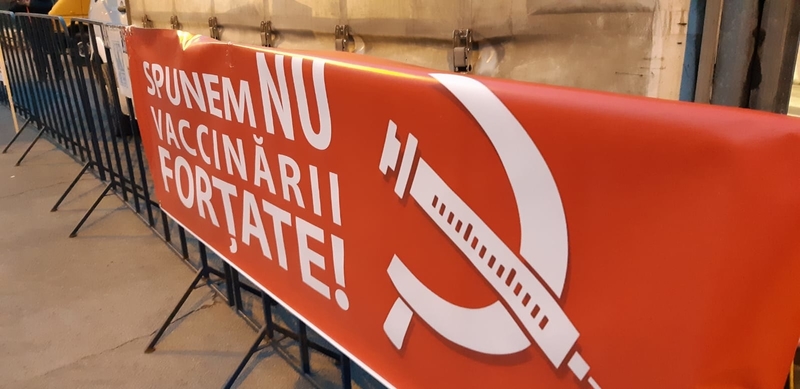 SPUNEM NU
VACCINĂRII
FORȚATE!